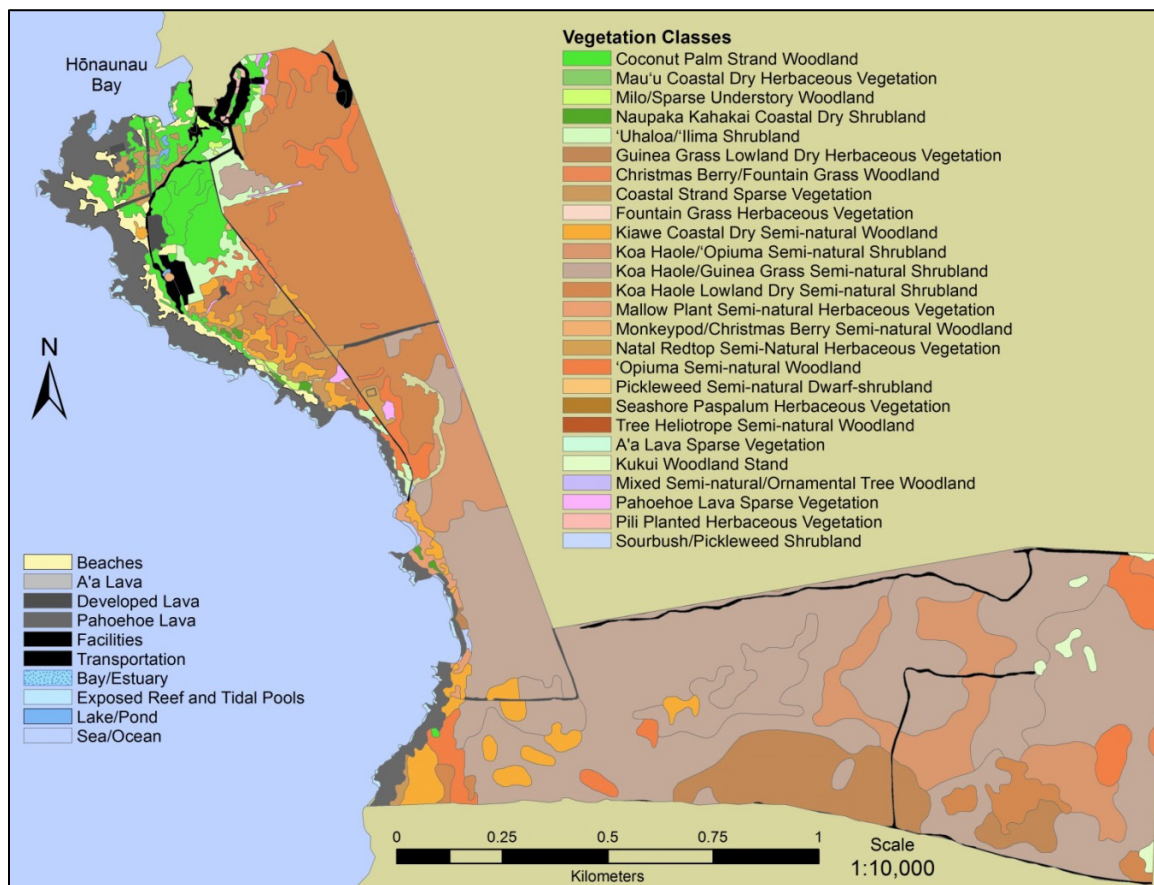 Hōnaunau
Bay
Vegetation Classes
Coconut Palm Strand Woodland
Mau'u Coastal Dry Herbaceous Vegetation
Milo/Sparse Understory Woodland
Naupaka Kahakai Coastal Dry Shrubland
'Uhaloa/'Ilima Shrubland
Guinea Grass Lowland Dry Herbaceous Vegetation
Christmas Berry/Fountain Grass Woodland
Coastal Strand Sparse Vegetation
Fountain Grass Herbaceous Vegetation
Kiawe Coastal Dry Semi-natural Woodland
Koa Haole/'Opiuma Semi-natural Shrubland
Koa Haole/Guinea Grass Semi-natural Shrubland
Koa Haole Lowland Dry Semi-natural Shrubland
Mallow Plant Semi-natural Herbaceous Vegetation
Monkeypod/Christmas Berry Semi-natural Woodland
Natal Redtop Semi-Natural Herbaceous Vegetation
'Opiuma Semi-natural Woodland
Pickleweed Semi-natural Dwarf-shrubland
Seashore Paspalum Herbaceous Vegetation
Tree Heliotrope Semi-natural Woodland
A'a Lava Sparse Vegetation
Kukui Woodland Stand
Mixed Semi-natural/Ornamental Tree Woodland
Pahoehoe Lava Sparse Vegetation
Pili Planted Herbaceous Vegetation
Sourbush/Pickleweed Shrubland
N
Beaches
A'a Lava
Developed Lava
Pahoehoe Lava
Facilities
Transportation
Bay/Estuary
Exposed Reef and Tidal Pools
Lake/Pond
Sea/Ocean
0 0.25 0.5 0.75 1
Kilometers
Scale
1:10,000